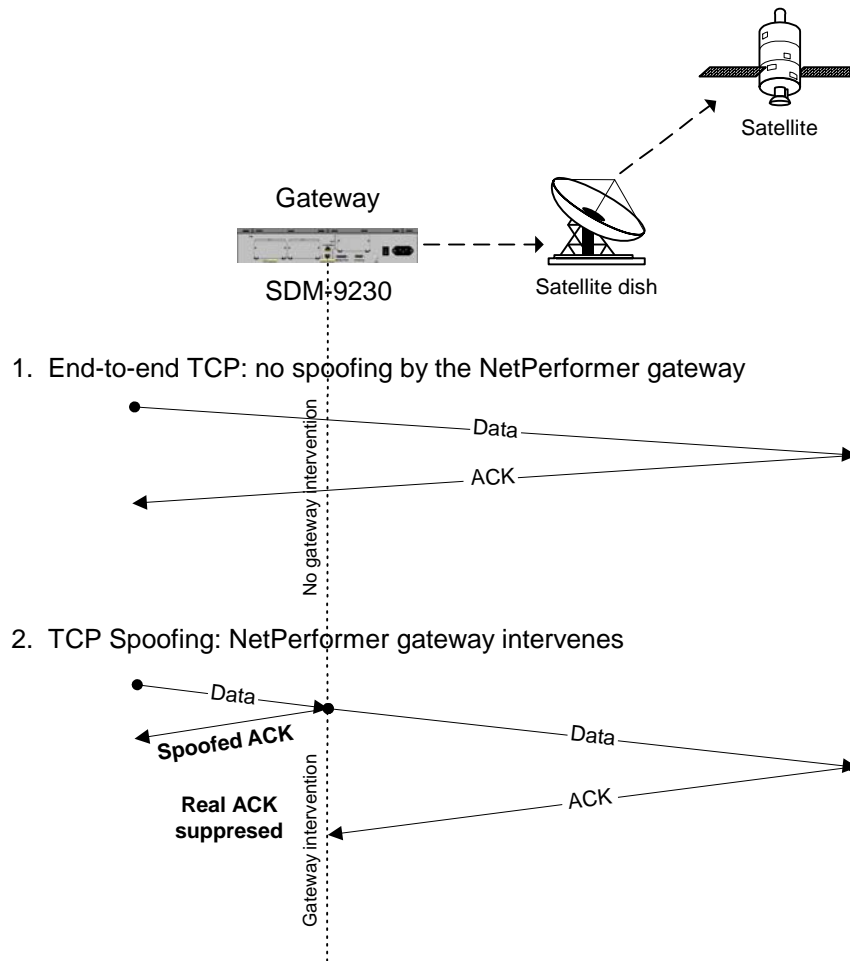 Satellite
Gateway
SDM-9230
Satellite dish
1. End-to-end TCP: no spoofing by the NetPerformer gateway
No gateway intervention
Data
ACK
2. TCP Spoofing: NetPerformer gateway intervenes
Data
Spoofed ACK
Data
Real ACK
suppresed
ACK
Gateway intervention